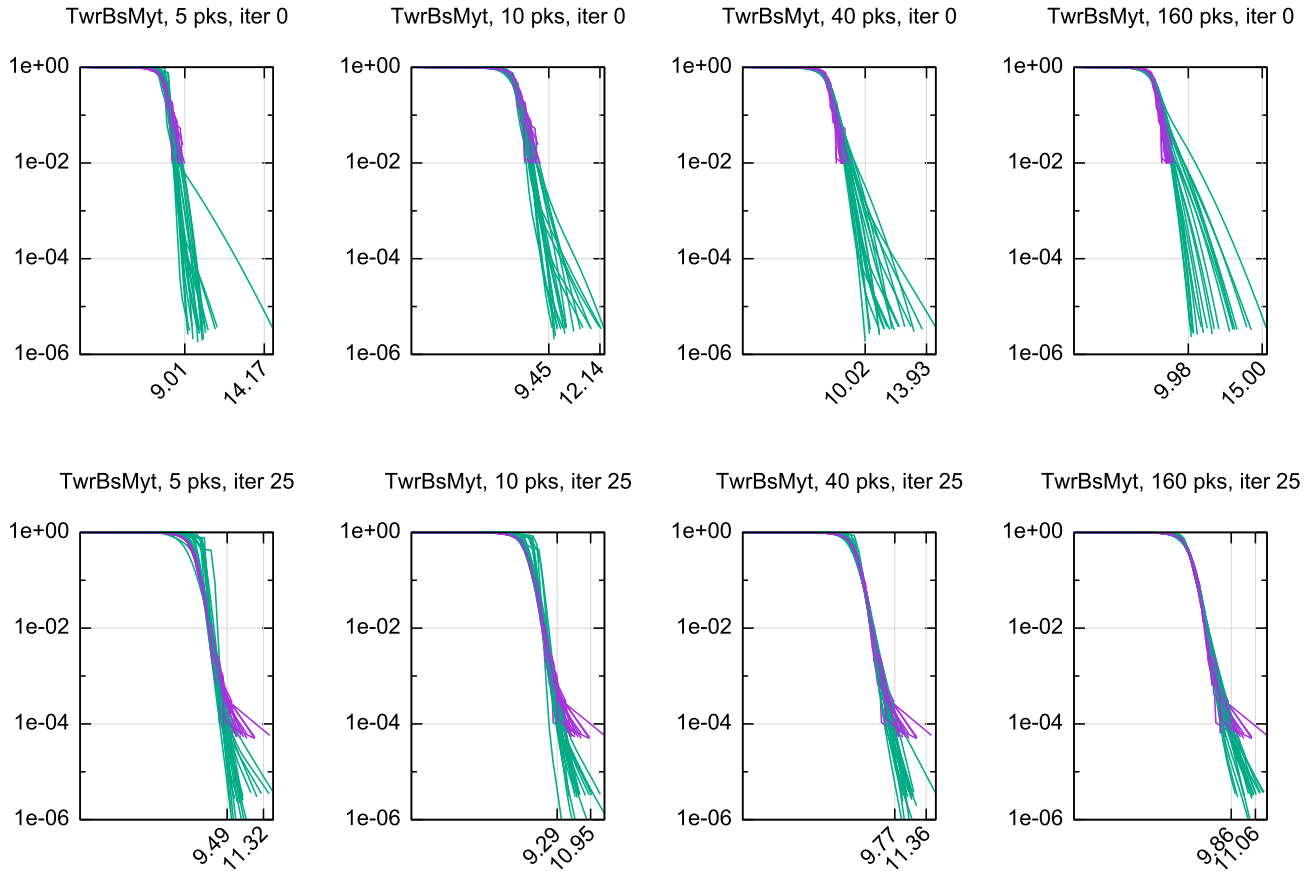 TwrBsMyt, 5 pks, iter 0
TwrBsMyt, 10 pks, iter 0
TwrBsMyt, 40 pks, iter 0
TwrBsMyt, 160 pks, iter 0
1e+00
1e-02
1e-04
1e-06
9.01
14.17
1e+00
1e-02
1e-04
1e-06
9.45
12.14
1e+00
1e-02
1e-04
1e-06
10.02
13.93
1e+00
1e-02
1e-04
1e-06
9.98
15.00
TwrBsMyt, 5 pks, iter 25
TwrBsMyt, 10 pks, iter 25
TwrBsMyt, 40 pks, iter 25
TwrBsMyt, 160 pks, iter 25
1e+00
1e-02
1e-04
1e-06
9.49
11.32
1e+00
1e-02
1e-04
1e-06
9.29
10.95
1e+00
1e-02
1e-04
1e-06
9.77
11.36
1e+00
1e-02
1e-04
1e-06
9.86
11.06